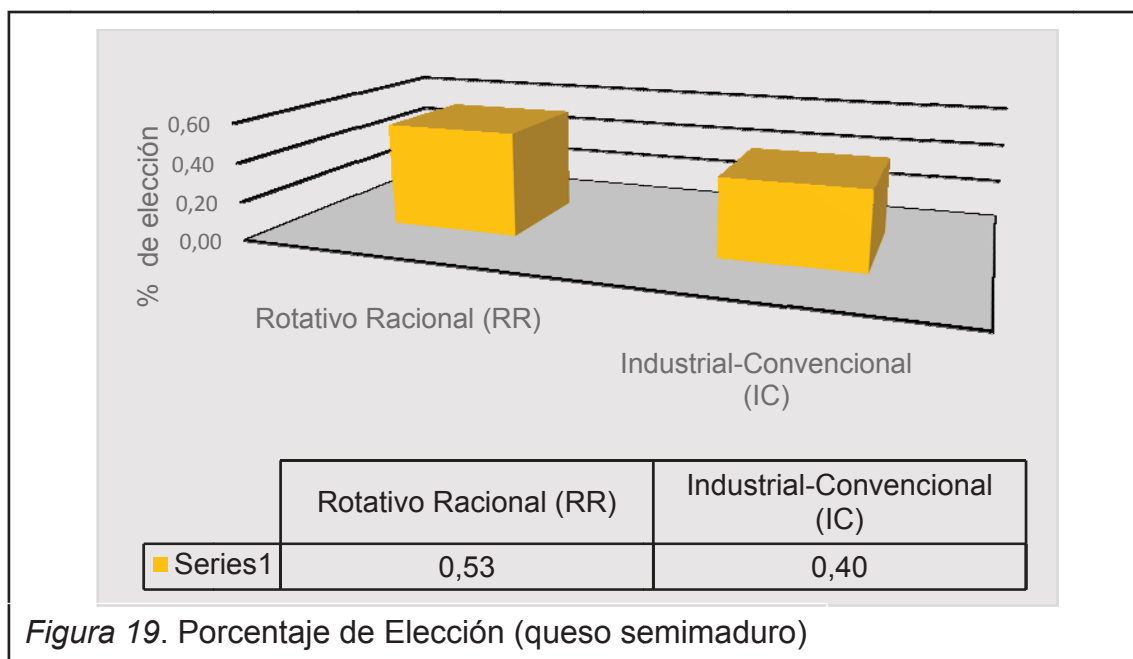 % de elección
0,60
0,40
0,20
0,00
Rotativo Racional (RR)
Industrial-Convencional
(IC)
Rotativo Racional (RR)
Industrial-Convencional
(IC)
Series1 0,53 0,40
Figura 19. Porcentaje de Elección (queso semimaduro)